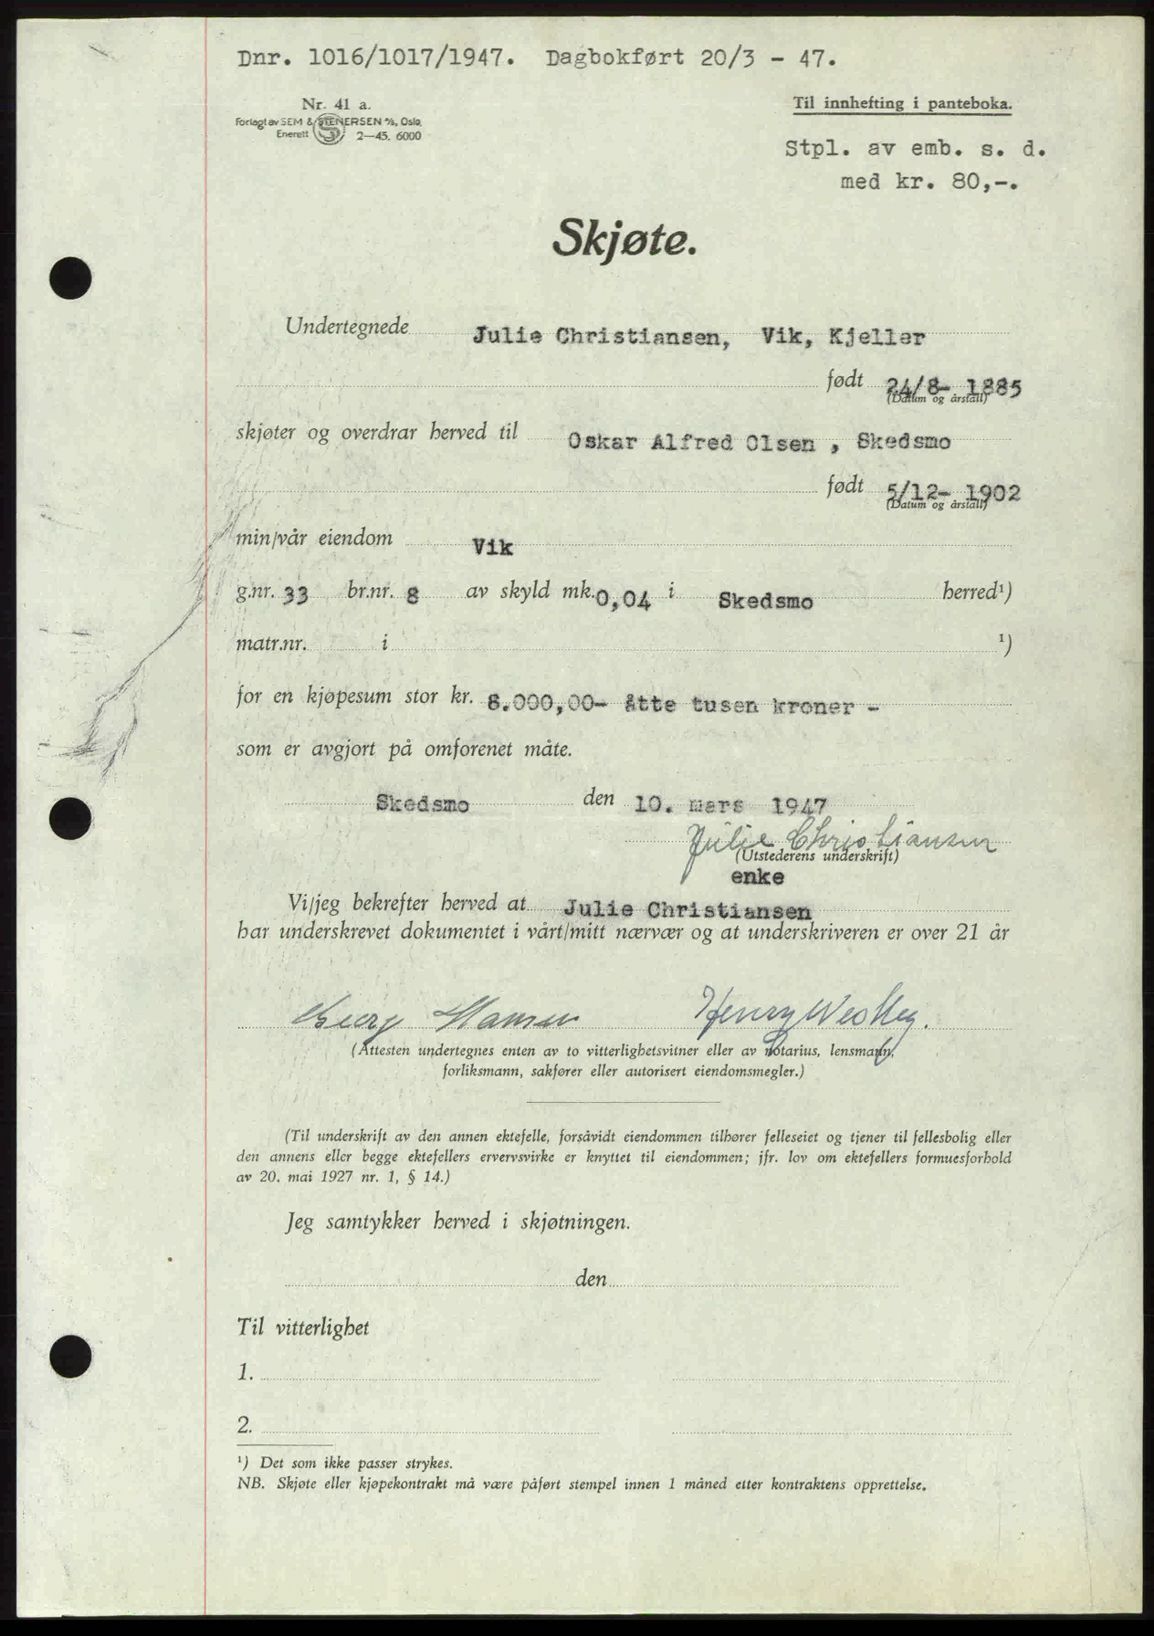 Dnr. 1016/1017/1947. Dagbokført 20/3 - 47.
Nr. 41 a.
Forlagt av SEM & STENERSEN A/S, Oslo.
Enerett 2—45. 6000
Til innhefting i panteboka.
Stpl. av emb. s. d.
med kr. 80,-.
Skjøte.
Undertegnede Julie Christiansen, Vik, Kjeller
født 24/8- 1885
(Datum og årstall)
skjøter og overdrar herved til Oskar Alfred Olsen , Skedsmo
født 5/12- 1902
(Datum og årstall)
min/vår eiendom Vik
g.nr. 33 br.nr. 8 av skyld mk. 0,04 i Skedsmo herred¹)
matr.nr. i ¹)
for en kjøpesum stor kr. 8.000,00- åtte tusen kroner -
som er avgjort på omforenet måte.
Skedsmo den 10. mars 1947
Julie Christiansen
(Utstederens underskrift)
enke
Vi/jeg bekrefter herved at Julie Christiansen
har underskrevet dokumentet i vårt/mitt nærvær og at underskriveren er over 21 år
Georg Hansen Henry
(Attesten undertegnes enten av to vitterlighetsvitner eller av notarius, lensmann,
forliksmann, sakfører eller autorisert eiendomsmegler.)
(Til underskrift av den annen ektefelle, forsåvidt eiendommen tilhører felleseiet og tjener til fellesbolig eller
den annens eller begge ektefellers ervervsvirke er knyttet til eiendommen; jfr. lov om ektefellers formuesforhold
av 20. mai 1927 nr. 1, § 14.)
Jeg samtykker herved i skjøtningen.
den
Til vitterlighet
1.
2.
¹) Det som ikke passer strykes.
NB. Skjøte eller kjøpekontrakt må være påført stempel innen 1 måned etter kontraktens opprettelse.